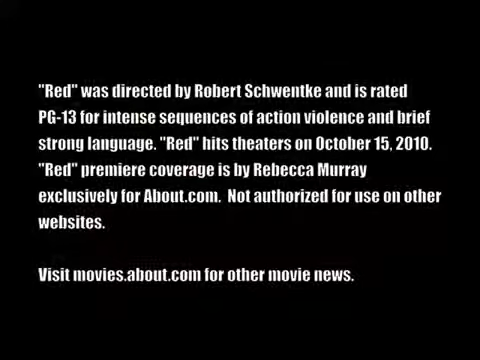 "Red" was directed by Robert Schwentke and is rated
PG-13 for intense sequences of action violence and brief
strong language. "Red" hits theaters on October 15, 2010.
"Red" premiere coverage is by Rebecca Murray
exclusively for About.com.  Not authorized for use on other
websites.
Visit movies.about.com for other movie news.